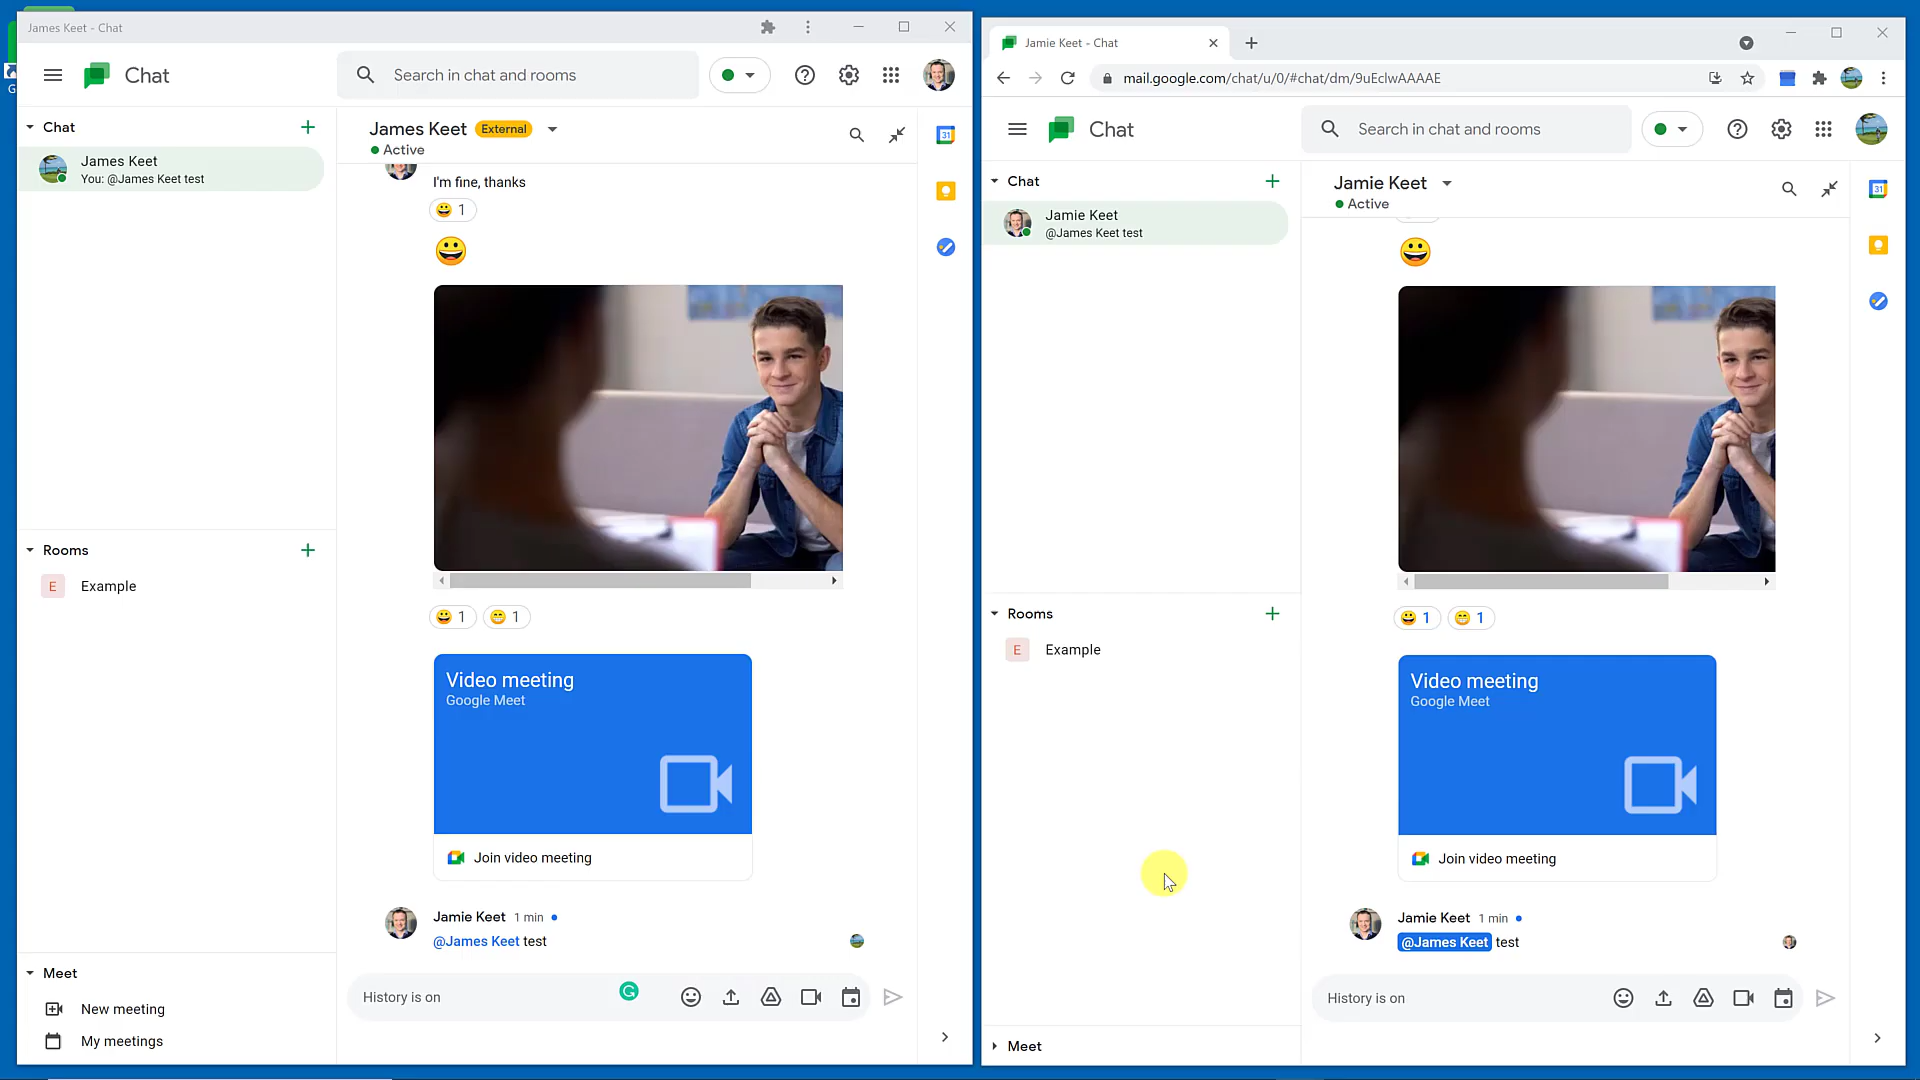 James Keet - Chat
Chat
Search in chat and rooms
Chat
James Keet
You: @James Keet test
Rooms
E Example
Meet
New meeting
My meetings
James Keet External
Active
I'm fine, thanks
1
1 1
Video meeting
Google Meet
Join video meeting
Jamie Keet 1 min
@James Keet test
History is on
31
G
Jamie Keet - Chat
mail.google.com/chat/u/0/#chat/dm/9uEclwAAAAE
Chat
Search in chat and rooms
Chat
Jamie Keet
@James Keet test
Rooms
E Example
Meet
Jamie Keet
Active
1 1
Video meeting
Google Meet
Join video meeting
Jamie Keet 1 min
@James Keet test
History is on
31